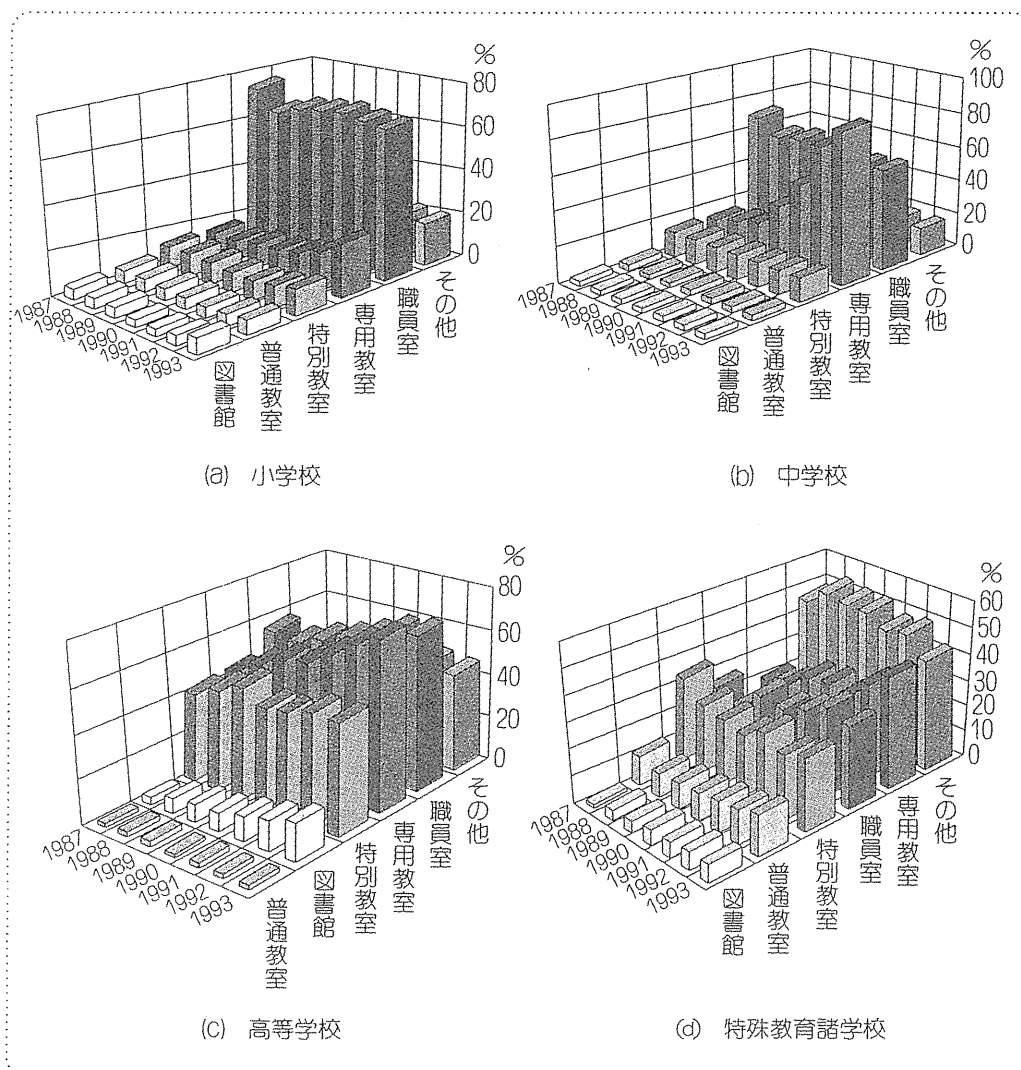 %
80
60
40
20
0
1987
1988
1989
1990
1991
1992
1993
図書館
普通教室
特別教室
専用教室
職員室
その他
(a) 小学校
%
100
80
60
40
20
0
1987
1988
1989
1990
1991
1992
1993
図書館
普通教室
特別教室
専用教室
職員室
その他
(b) 中学校
%
80
60
40
20
0
1987
1988
1989
1990
1991
1992
1993
普通教室
図書館
特別教室
専用教室
職員室
その他
(c) 高等学校
%
60
50
40
30
20
10
0
1987
1988
1989
1990
1991
1992
1993
図書館
普通教室
特別教室
職員室
専用教室
その他
(d) 特殊教育諸学校